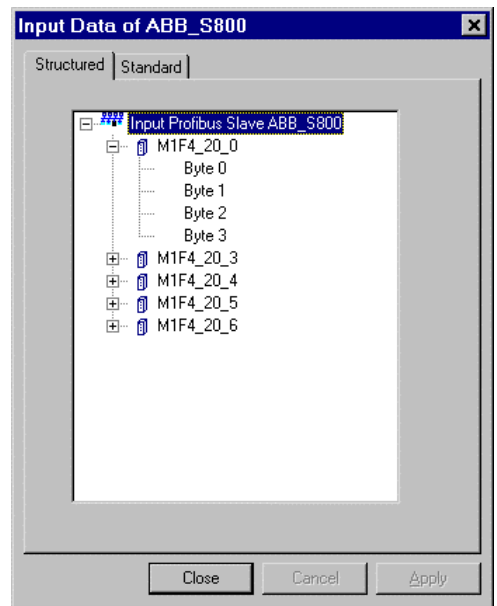 Input Data of ABB_S800
Structured Standard
Input Profibus Slave ABB_S800
M1F4_20_0
Byte 0
Byte 1
Byte 2
Byte 3
M1F4_20_3
M1F4_20_4
M1F4_20_5
M1F4_20_6
Close Cancel Apply